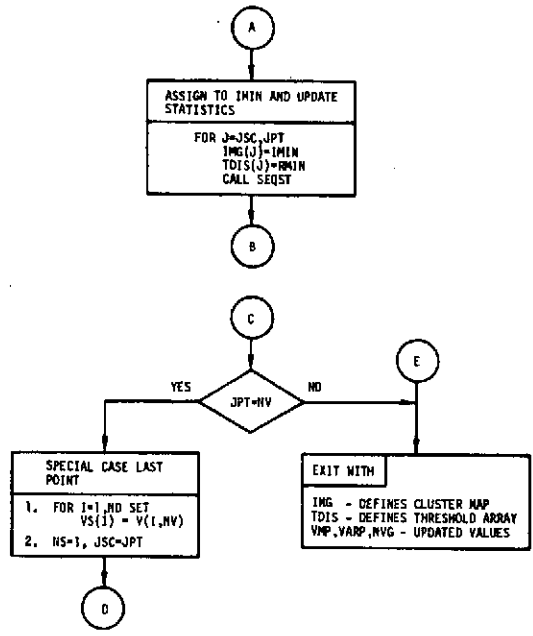 A
ASSIGN TO IMIN AND UPDATE
STATISTICS
FOR J=JSC,JPT
IMG(J)=IMIN
TDIS(J)=RMIN
CALL SEQST
B
C
E
YES
NO
JPT=NV
SPECIAL CASE LAST
POINT
1. FOR I=1,ND SET
VS(I) = V(I,NV)
2. NS=1, JSC=JPT
D
EXIT WITH
IMG - DEFINES CLUSTER MAP
TDIS - DEFINES THRESHOLD ARRAY
VMP,VARP,NVG - UPDATED VALUES